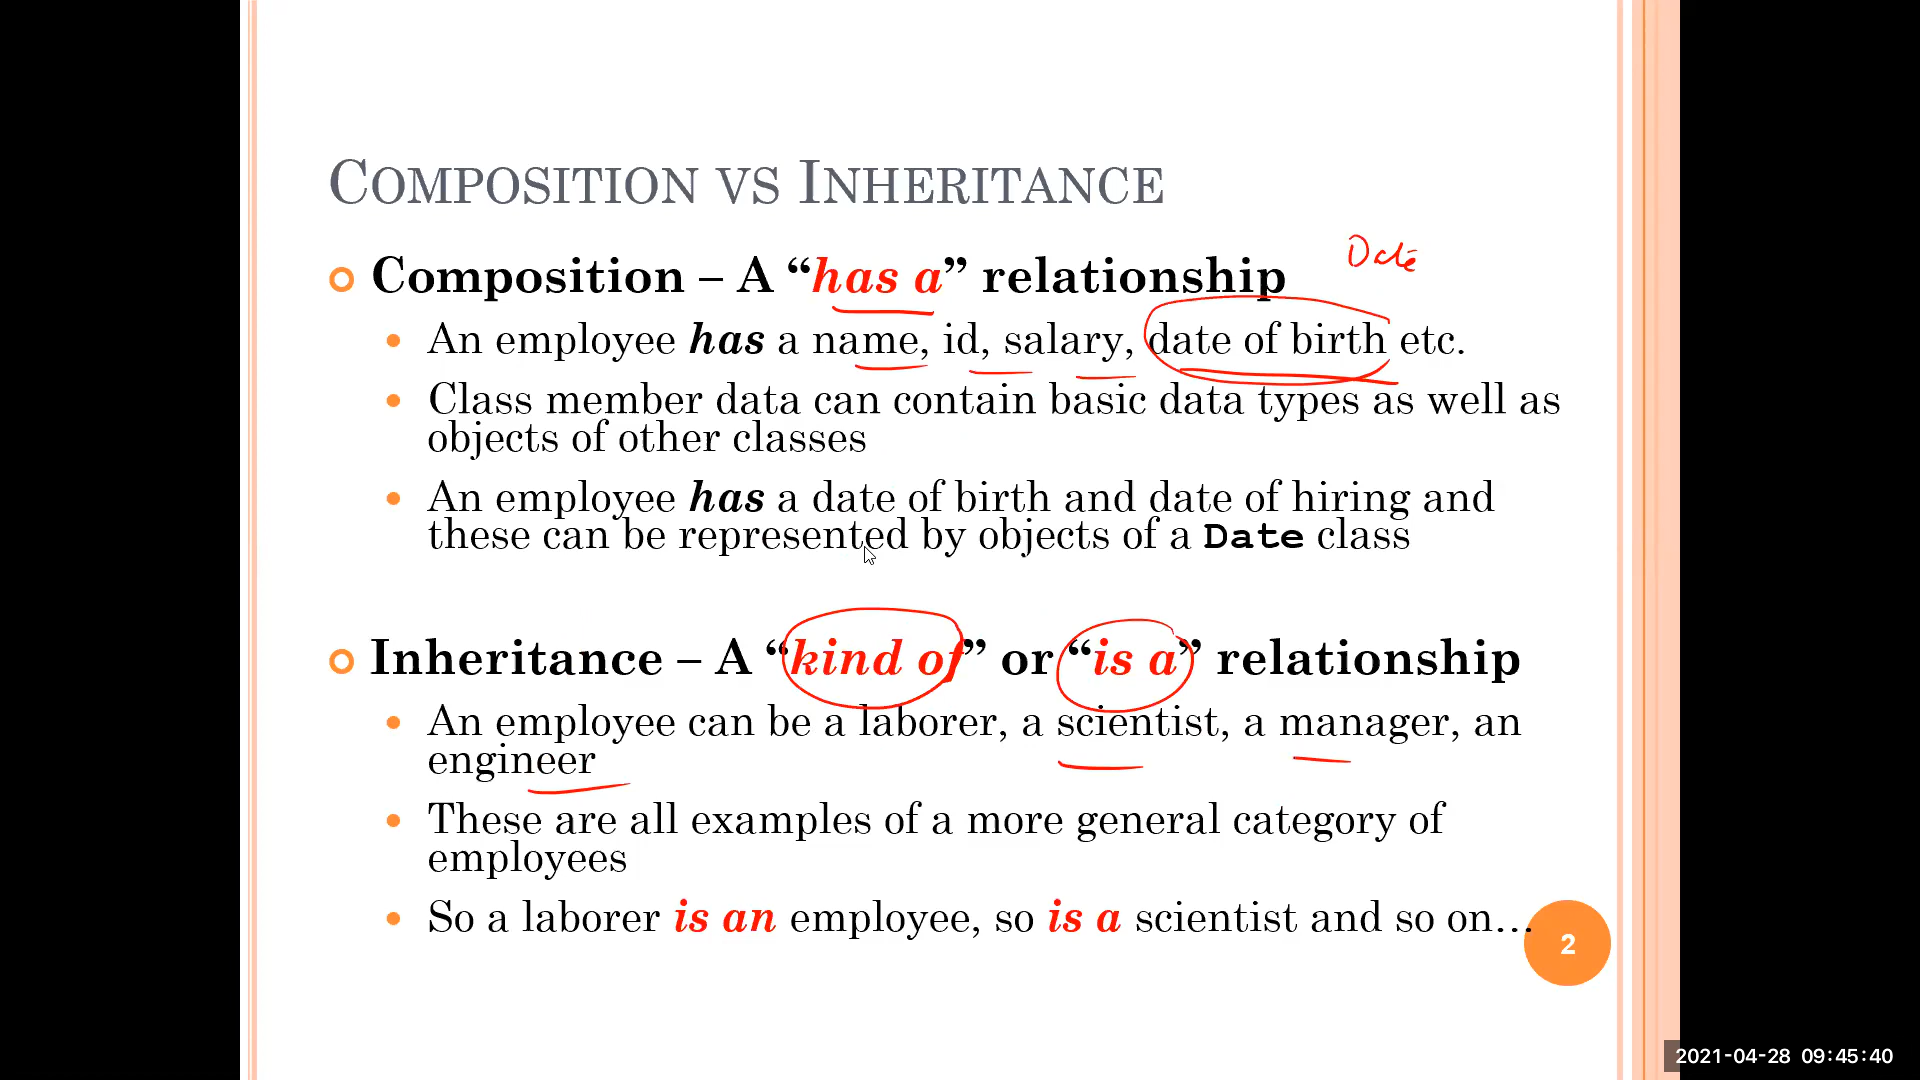 COMPOSITION VS INHERITANCE
Date
Composition – A “has a” relationship
An employee has a name, id, salary, date of birth etc.
Class member data can contain basic data types as well as
objects of other classes
An employee has a date of birth and date of hiring and
these can be represented by objects of a Date class
Inheritance – A “kind of” or “is a” relationship
An employee can be a laborer, a scientist, a manager, an
engineer
These are all examples of a more general category of
employees
So a laborer is an employee, so is a scientist and so on…
2
2021-04-28 09:45:40